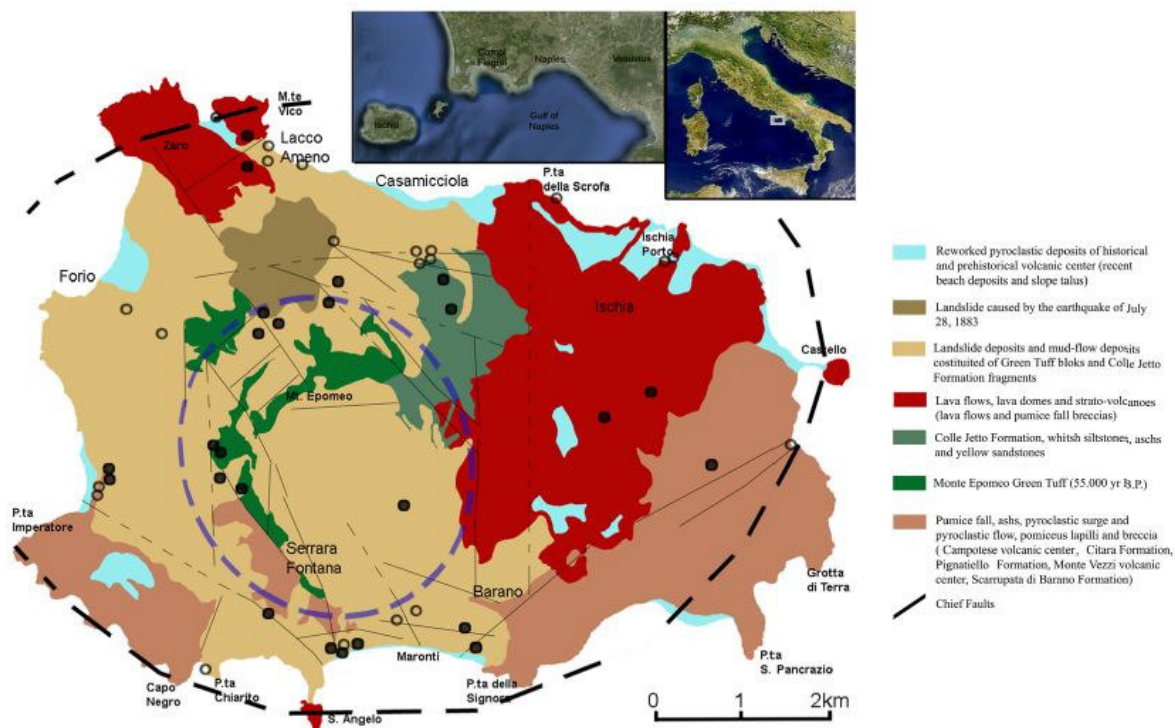 Campi
Flegrei
Naples
Vesuvius
Ischia
Gulf of
Naples
M.te
Vico
Zaro
Lacco
Ameno
Casamicciola
P.ta
della Scrofa
Ischia
Porto
Forio
Ischia
Castello
Mt. Epomeo
P.ta
Imperatore
Serrara
Fontana
Barano
Grotta
di Terra
Maronti
Capo
Negro
P.ta
Chiarito
P.ta della
Signora
P.ta
S. Pancrazio
S. Angelo
0 1 2km
Reworked pyroclastic deposits of historical
and prehistorical volcanic center (recent
beach deposits and slope talus)
Landslide caused by the earthquake of July
28, 1883
Landslide deposits and mud-flow deposits
costituited of Green Tuff bloks and Colle Jetto
Formation fragments
Lava flows, lava domes and strato-volcanoes
(lava flows and pumice fall breccias)
Colle Jetto Formation, whitsh siltstones, aschs
and yellow sandstones
Monte Epomeo Green Tuff (55.000 yr B.P.)
Pumice fall, ashs, pyroclastic surge and
pyroclastic flow, pomiceus lapilli and breccia
( Campotese volcanic center, Citara Formation,
Pignatiello Formation, Monte Vezzi volcanic
center, Scarrupata di Barano Formation)
Chief Faults